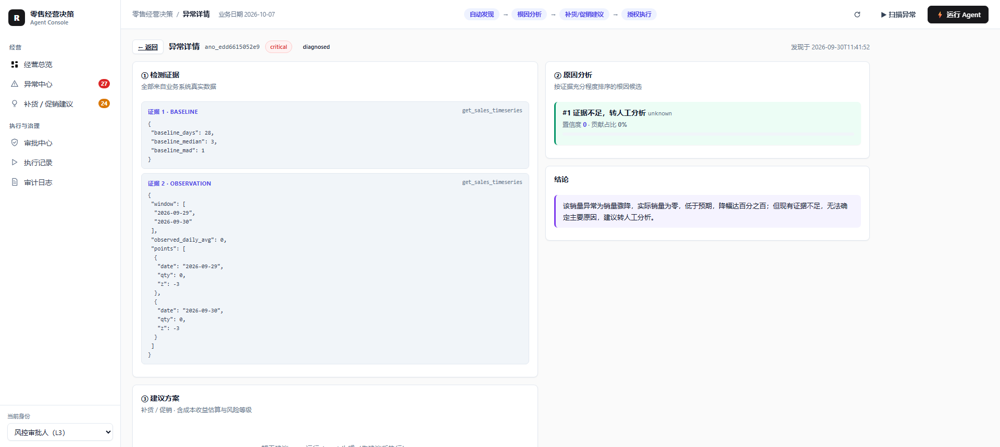 R
零售经营决策
Agent Console
经营
经营总览
异常中心 27
补货 / 促销建议 24
执行与治理
审批中心
执行记录
审计日志
当前身份
风控审批人（L3）
零售经营决策 / 异常详情 业务日期 2026-10-07
自动发现 → 根因分析 → 补货/促销建议 → 授权执行
▶ 扫描异常
运行 Agent
← 返回 异常详情 ano_edd6615052e9 critical diagnosed
发现于 2026-09-30T11:41:52
① 检测证据
全部来自业务系统真实数据
证据 1 · BASELINE get_sales_timeseries
{
"baseline_days": 28,
"baseline_median": 3,
"baseline_mad": 1
}
证据 2 · OBSERVATION get_sales_timeseries
{
"window": [
"2026-09-29",
"2026-09-30"
],
"observed_daily_avg": 0,
"points": [
{
"date": "2026-09-29",
"qty": 0,
"z": -3
},
{
"date": "2026-09-30",
"qty": 0,
"z": -3
}
]
}
② 原因分析
按证据充分程度排序的根因候选
#1 证据不足，转人工分析 unknown
置信度 0 · 贡献占比 0%
结论
该销量异常为销量骤降，实际销量为零，低于预期，降幅达百分之百；但现有证据不足，无法确
定主要原因，建议转人工分析。
③ 建议方案
补货 / 促销 · 含成本收益估算与风险等级